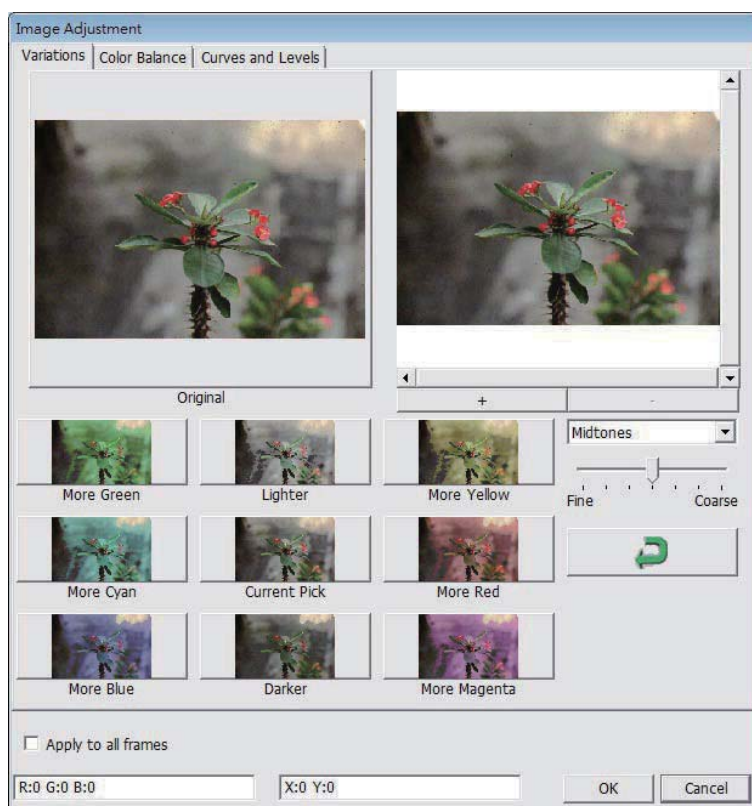 Image Adjustment
Variations Color Balance Curves and Levels
Original
+ -
Midtones
Fine Coarse
More Green Lighter More Yellow
More Cyan Current Pick More Red
More Blue Darker More Magenta
Apply to all frames
R:0 G:0 B:0 X:0 Y:0 OK Cancel